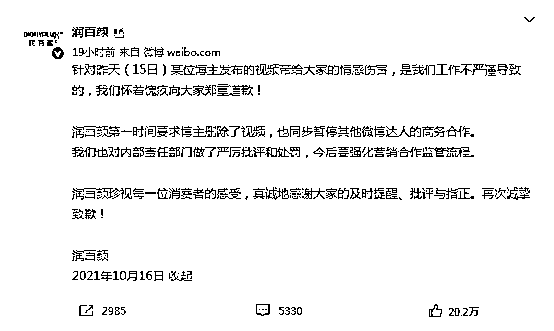 润百颜
19小时前 来自 微博 weibo.com
针对昨天（15日）某位博主发布的视频带给大家的情感伤害，是我们工作不严谨导致
的，我们怀着愧疚向大家郑重道歉！
润百颜第一时间要求博主删除了视频，也同步暂停其他微博达人的商务合作。
我们也对内部责任部门做了严厉批评和处罚，今后要强化营销合作监管流程。
润百颜珍视每一位消费者的感受，真诚地感谢大家的及时提醒、批评与指正。再次诚挚
致歉！
润百颜
2021年10月16日 收起
2985 5330 20.2万